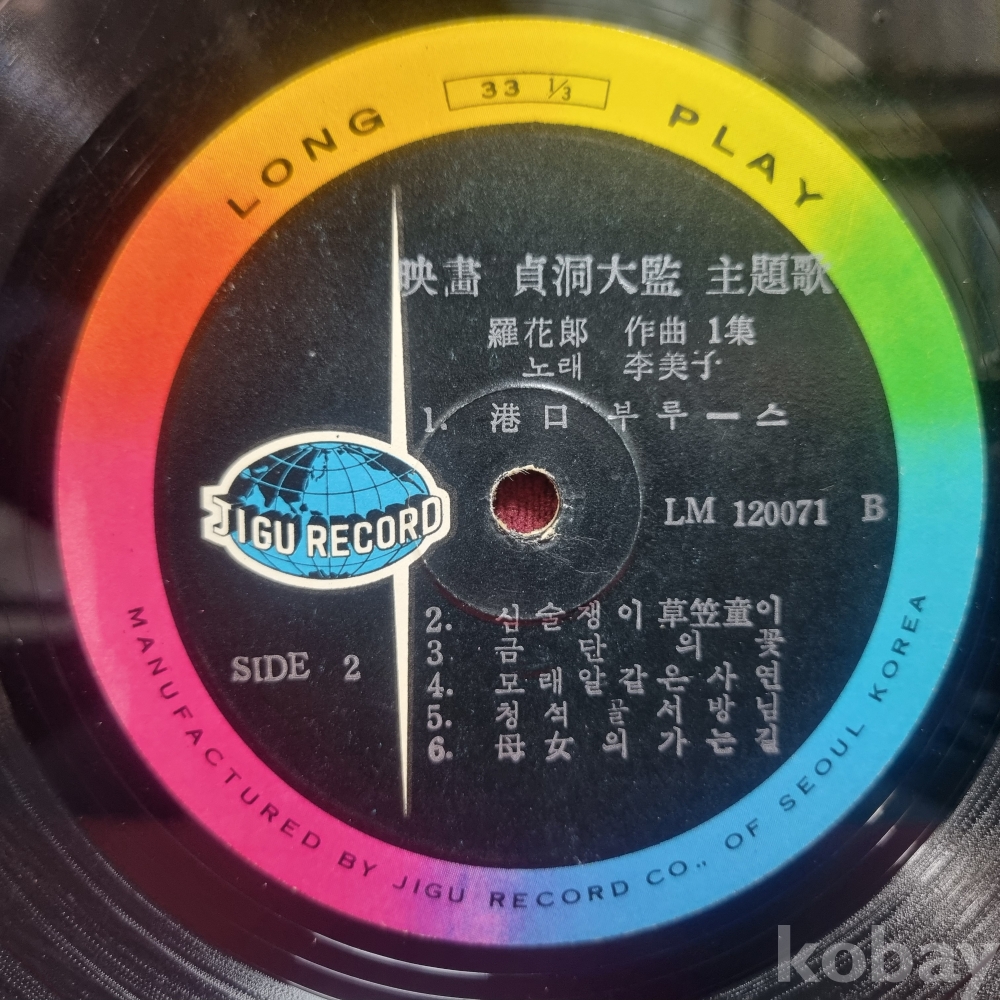 33 1/3
LONG PLAY
映畵 貞洞大監 主題歌
羅花郞 作曲 1集
노래 李美子
1. 港口 부루ー스
JIGU RECORD
LM 120071 B
SIDE 2
2. 심술쟁이 草笠童이
3 금단의 꽃
4. 모래알같은사연
5. 청석골서방님
6. 母女의 가는길
MANUFACTURED BY JIGU RECORD CO., OF SEOUL KOREA
kobay